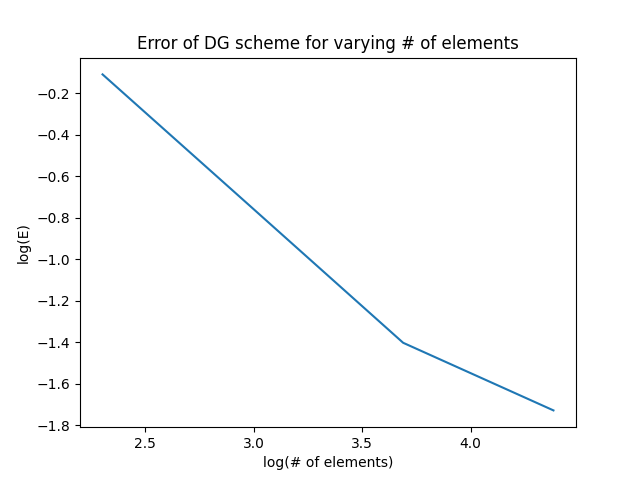 Error of DG scheme for varying # of elements
−0.2
−0.4
−0.6
−0.8
−1.0
−1.2
−1.4
−1.6
−1.8
log(E)
2.5 3.0 3.5 4.0
log(# of elements)